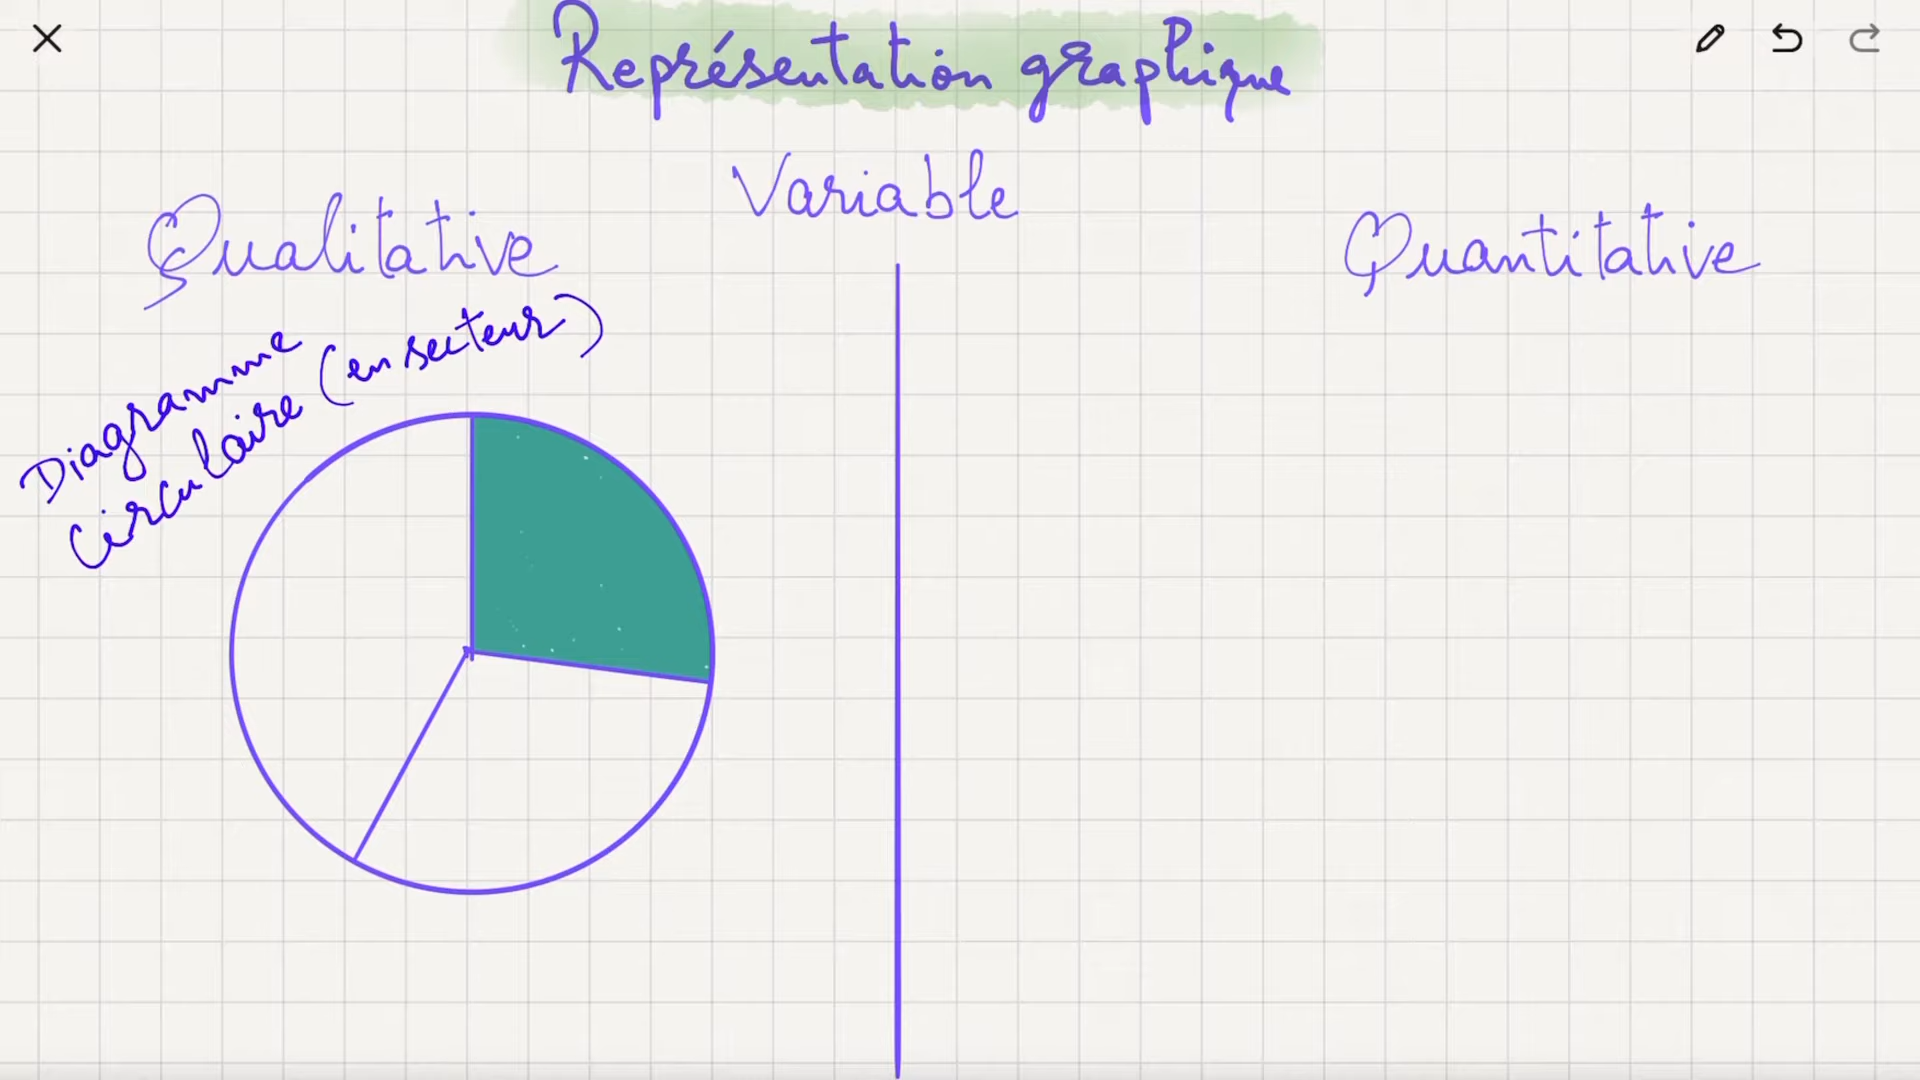 Représentation graphique
Variable
Qualitative
Quantitative
Diagramme
Circulaire (en secteur)